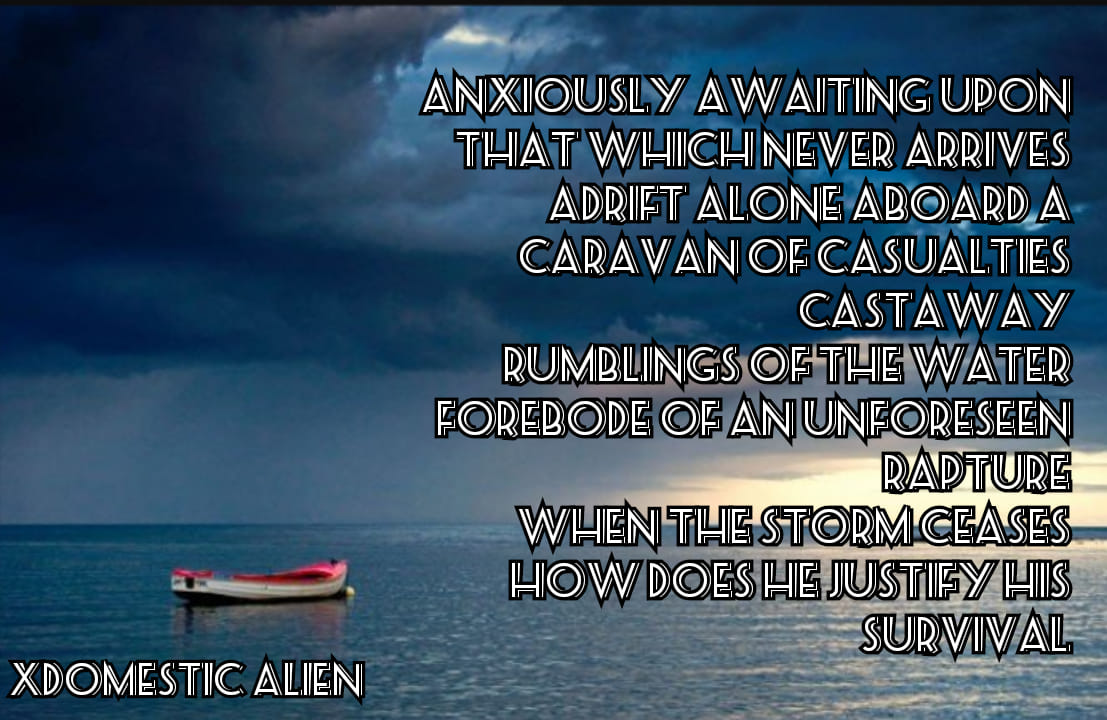 ANXIOUSLY AWAITING UPON
THAT WHICH NEVER ARRIVES
ADRIFT ALONE ABOARD A
CARAVAN OF CASUALTIES
CASTAWAY
RUMBLINGS OF THE WATER
FOREBODE OF AN UNFORESEEN
RAPTURE
WHEN THE STORM CEASES
HOW DOES HE JUSTIFY HIS
SURVIVAL
XDOMESTIC ALIEN